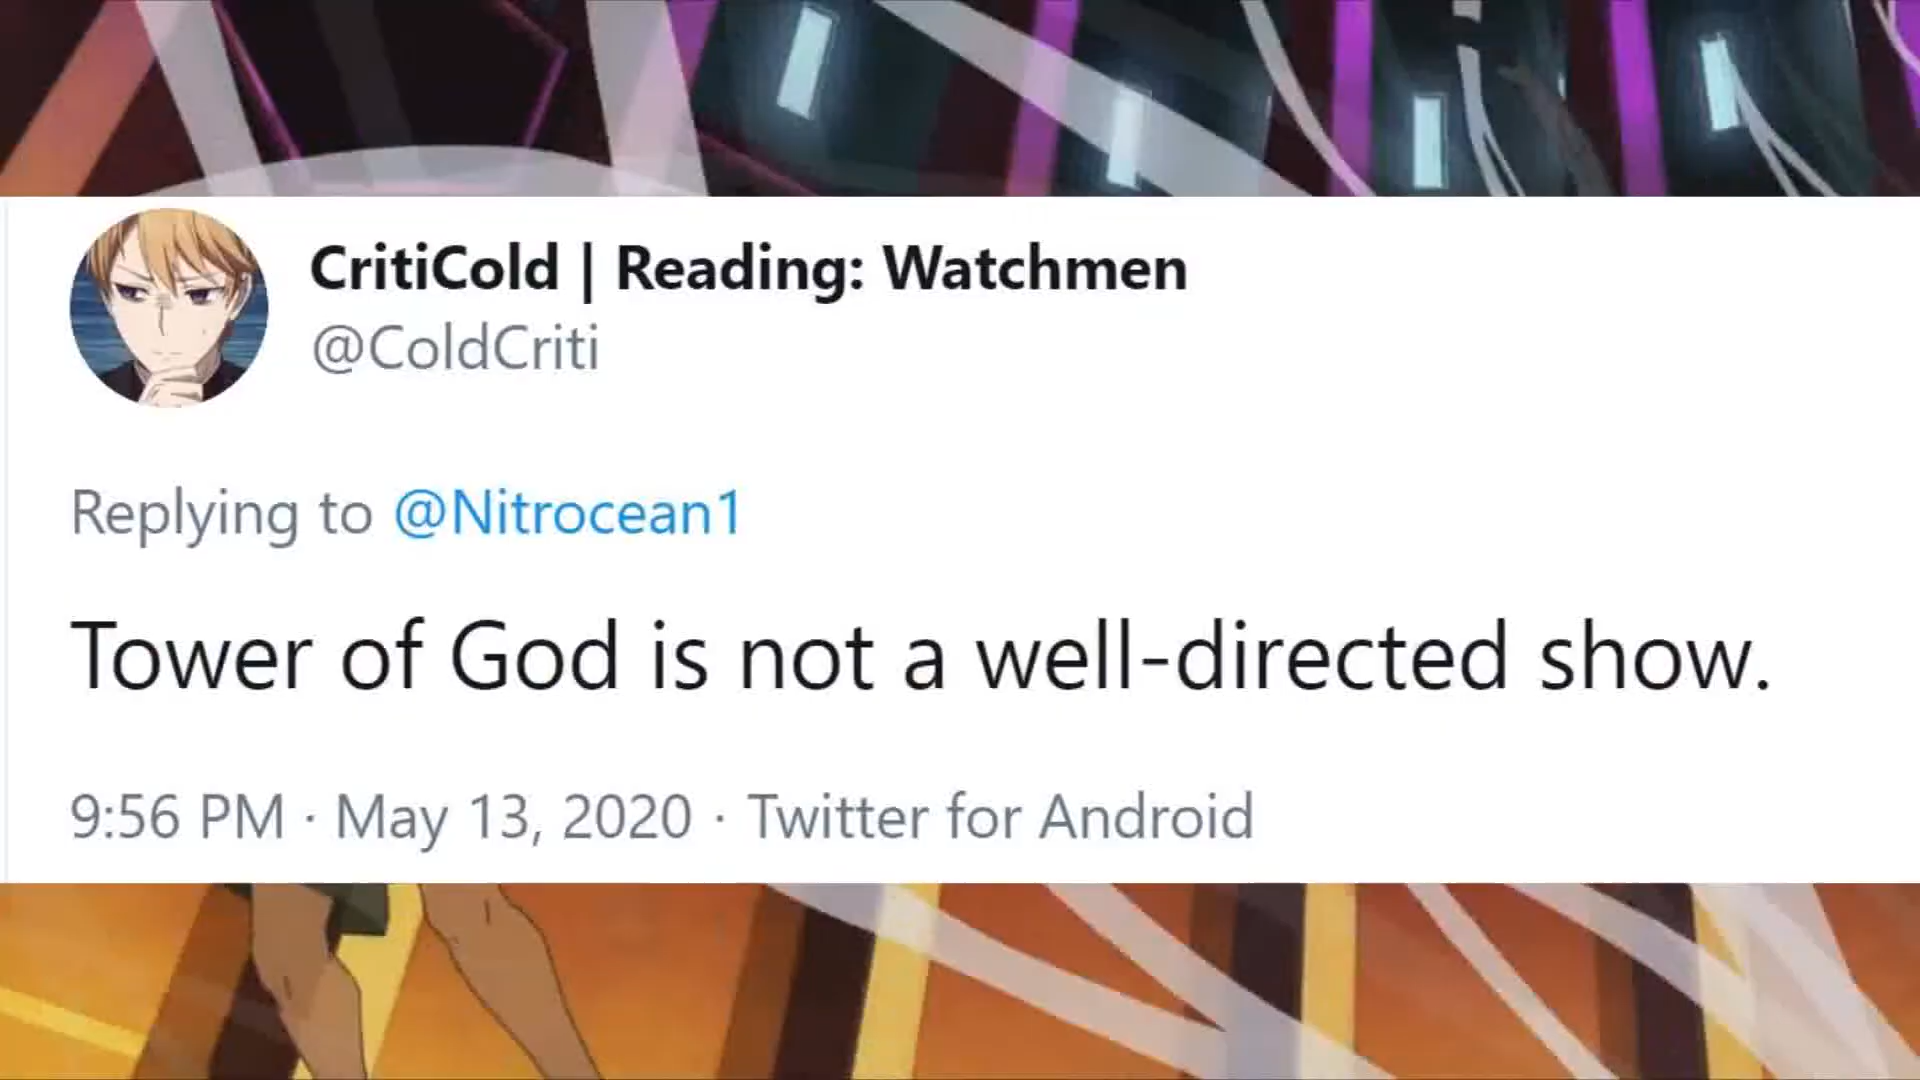 CritiCold | Reading: Watchmen
@ColdCriti
Replying to @Nitrocean1
Tower of God is not a well-directed show.
9:56 PM · May 13, 2020 · Twitter for Android